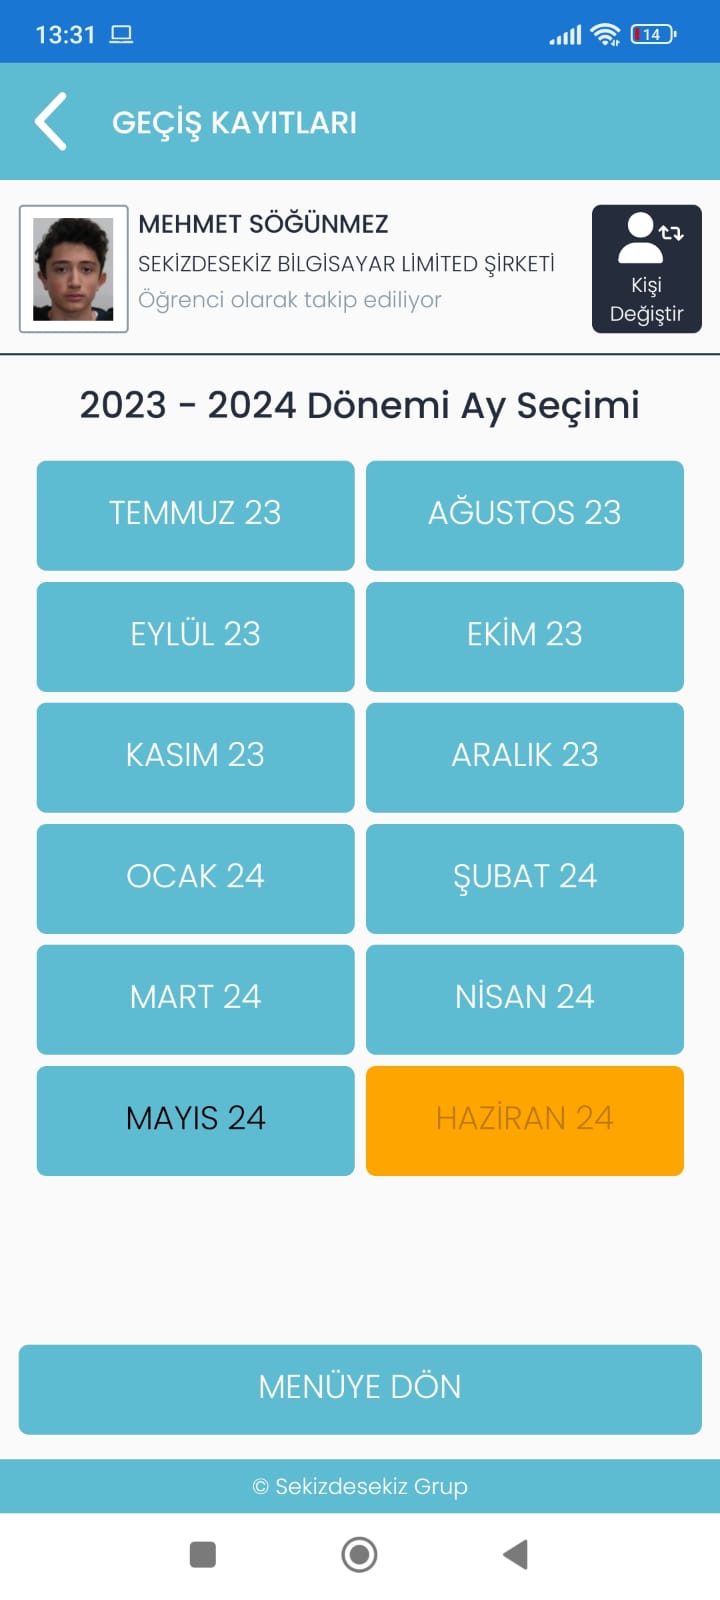 13:31
14
GEÇİŞ KAYITLARI
MEHMET SÖĞÜNMEZ
SEKİZDESEKİZ BİLGİSAYAR LİMİTED ŞİRKETİ
Öğrenci olarak takip ediliyor
Kişi
Değiştir
2023 - 2024 Dönemi Ay Seçimi
TEMMUZ 23
AĞUSTOS 23
EYLÜL 23
EKİM 23
KASIM 23
ARALIK 23
OCAK 24
ŞUBAT 24
MART 24
NİSAN 24
MAYIS 24
HAZİRAN 24
MENÜYE DÖN
© Sekizdesekiz Grup